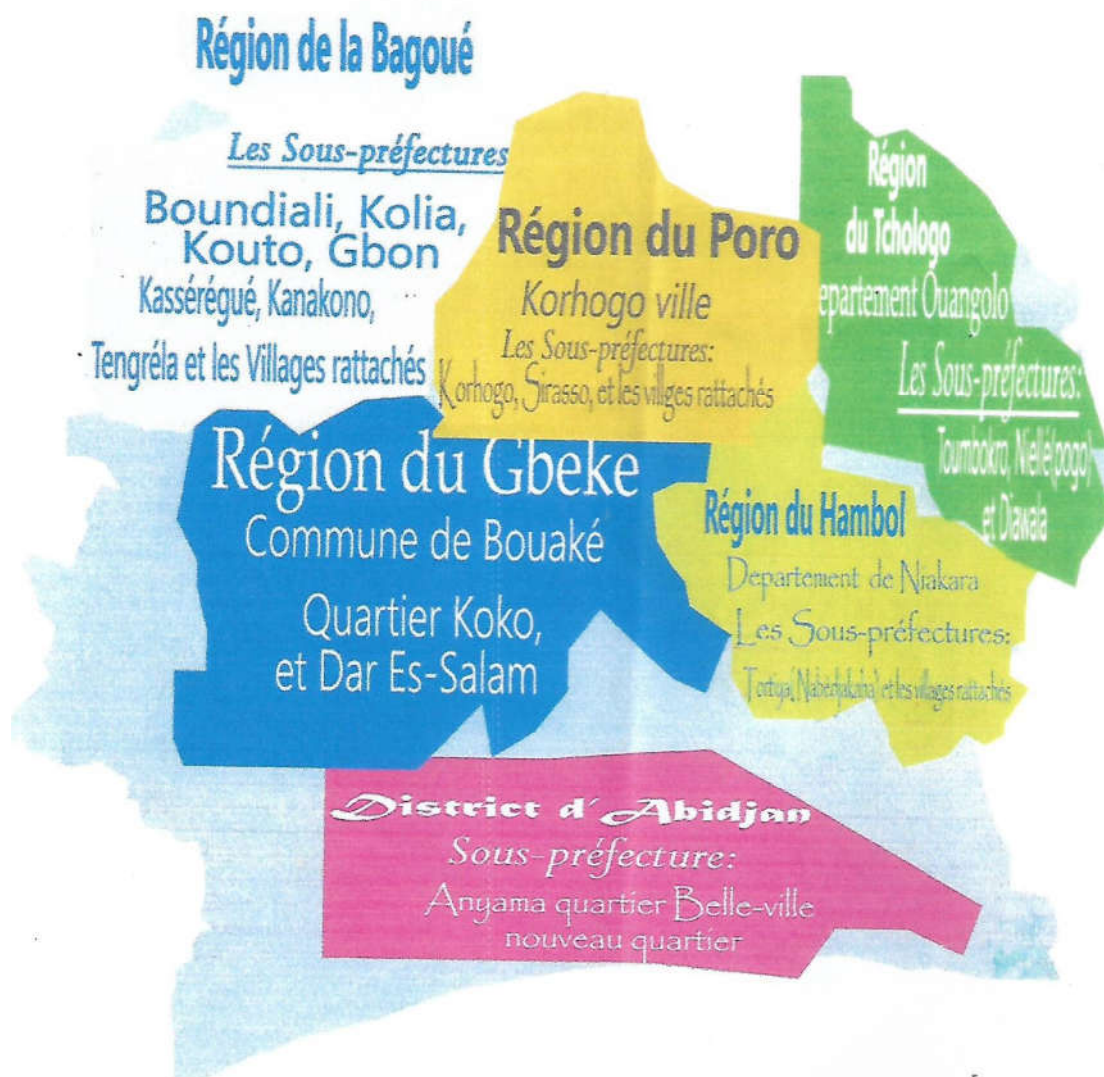 Région de la Bagoué
Les Sous-préfectures
Boundiali, Kolia,
Kouto, Gbon
Kasséregué, Kanakono,
Tengréla et les Villages rattachés
Région du Poro
Korhogo ville
Les Sous-préfectures:
Korhogo, Sirasso, et les villges rattachés
Région
du Tchologo
epartement Ouangolo
Les Sous-préfectures:
Toumbokro, Niellé(pogo)
et Diawala
Région du Gbeke
Commune de Bouaké
Quartier Koko,
et Dar Es-Salam
Région du Hambol
Departement de Niakara
Les Sous-préfectures:
Tortiya et les villages rattachés
District d'Abidjan
Sous-préfecture:
Anyama quartier Belle-ville
nouveau quartier